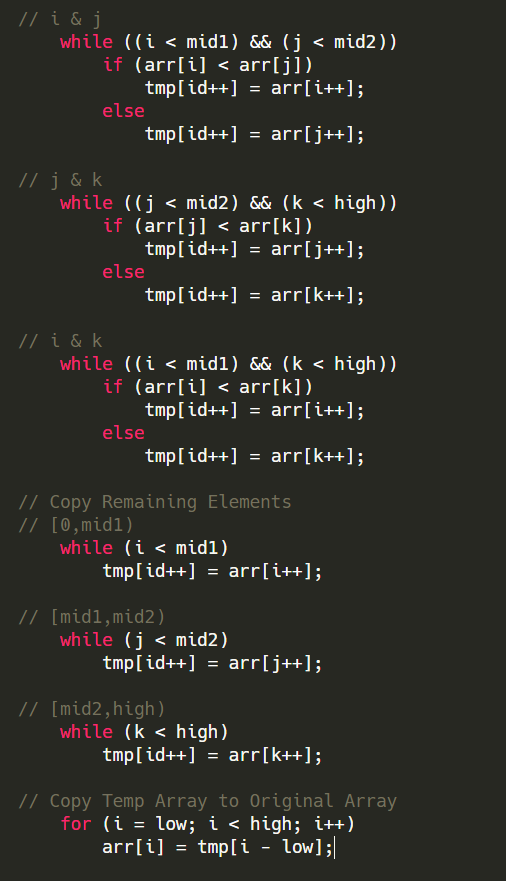 // i & j
    while ((i < mid1) && (j < mid2))
        if (arr[i] < arr[j])
            tmp[id++] = arr[i++];
        else
            tmp[id++] = arr[j++];

// j & k
    while ((j < mid2) && (k < high))
        if (arr[j] < arr[k])
            tmp[id++] = arr[j++];
        else
            tmp[id++] = arr[k++];

// i & k
    while ((i < mid1) && (k < high))
        if (arr[i] < arr[k])
            tmp[id++] = arr[i++];
        else
            tmp[id++] = arr[k++];

// Copy Remaining Elements
// [0,mid1)
    while (i < mid1)
        tmp[id++] = arr[i++];

// [mid1,mid2)
    while (j < mid2)
        tmp[id++] = arr[j++];

// [mid2,high)
    while (k < high)
        tmp[id++] = arr[k++];

// Copy Temp Array to Original Array
    for (i = low; i < high; i++)
        arr[i] = tmp[i - low];